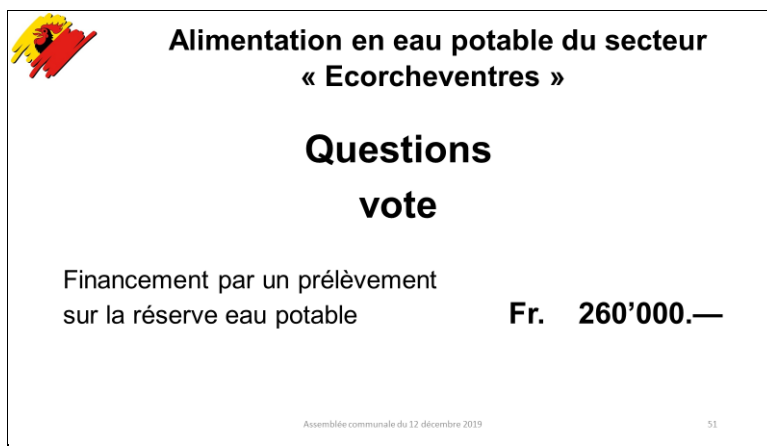 Alimentation en eau potable du secteur
« Ecorcheventres »
Questions
vote
Financement par un prélèvement
sur la réserve eau potable Fr. 260’000.—
Assemblée communale du 12 décembre 2019 51